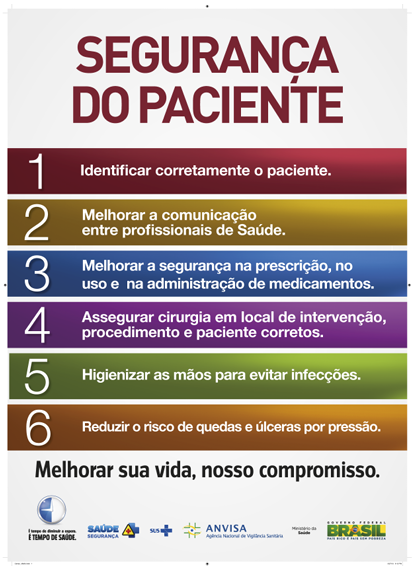 SEGURANÇA
DO PACIENTE
1 Identificar corretamente o paciente.
2 Melhorar a comunicação
entre profissionais de Saúde.
3 Melhorar a segurança na prescrição, no
uso e na administração de medicamentos.
4 Assegurar cirurgia em local de intervenção,
procedimento e paciente corretos.
5 Higienizar as mãos para evitar infecções.
6 Reduzir o risco de quedas e úlceras por pressão.
Melhorar sua vida, nosso compromisso.
É tempo de diminuir a espera.
É TEMPO DE SAÚDE.
SAÚDE
SEGURANÇA
SUS
ANVISA
Agência Nacional de Vigilância Sanitária
Ministério da
Saúde
GOVERNO FEDERAL
BRASIL
PAÍS RICO É PAÍS SEM POBREZA